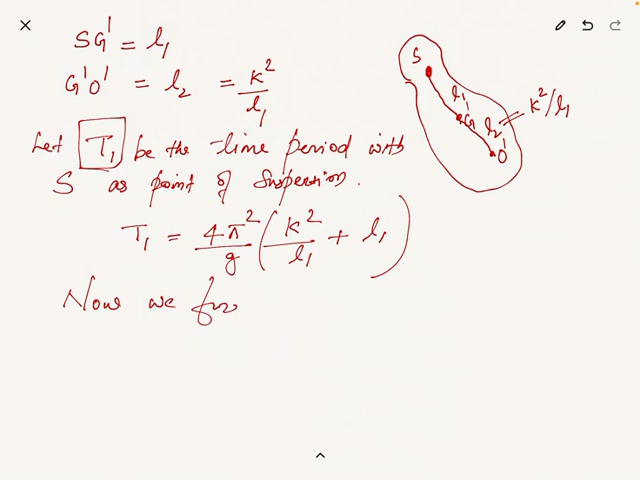 SG' = l₁
G'O' = l₂ = K²/l₁
Let T₁ be the time period with
S as point of suspension.
T₁ = 4π²/g (K²/l₁ + l₁)
Now we
S
l₁
G'
l₂
K²/l₁
O'